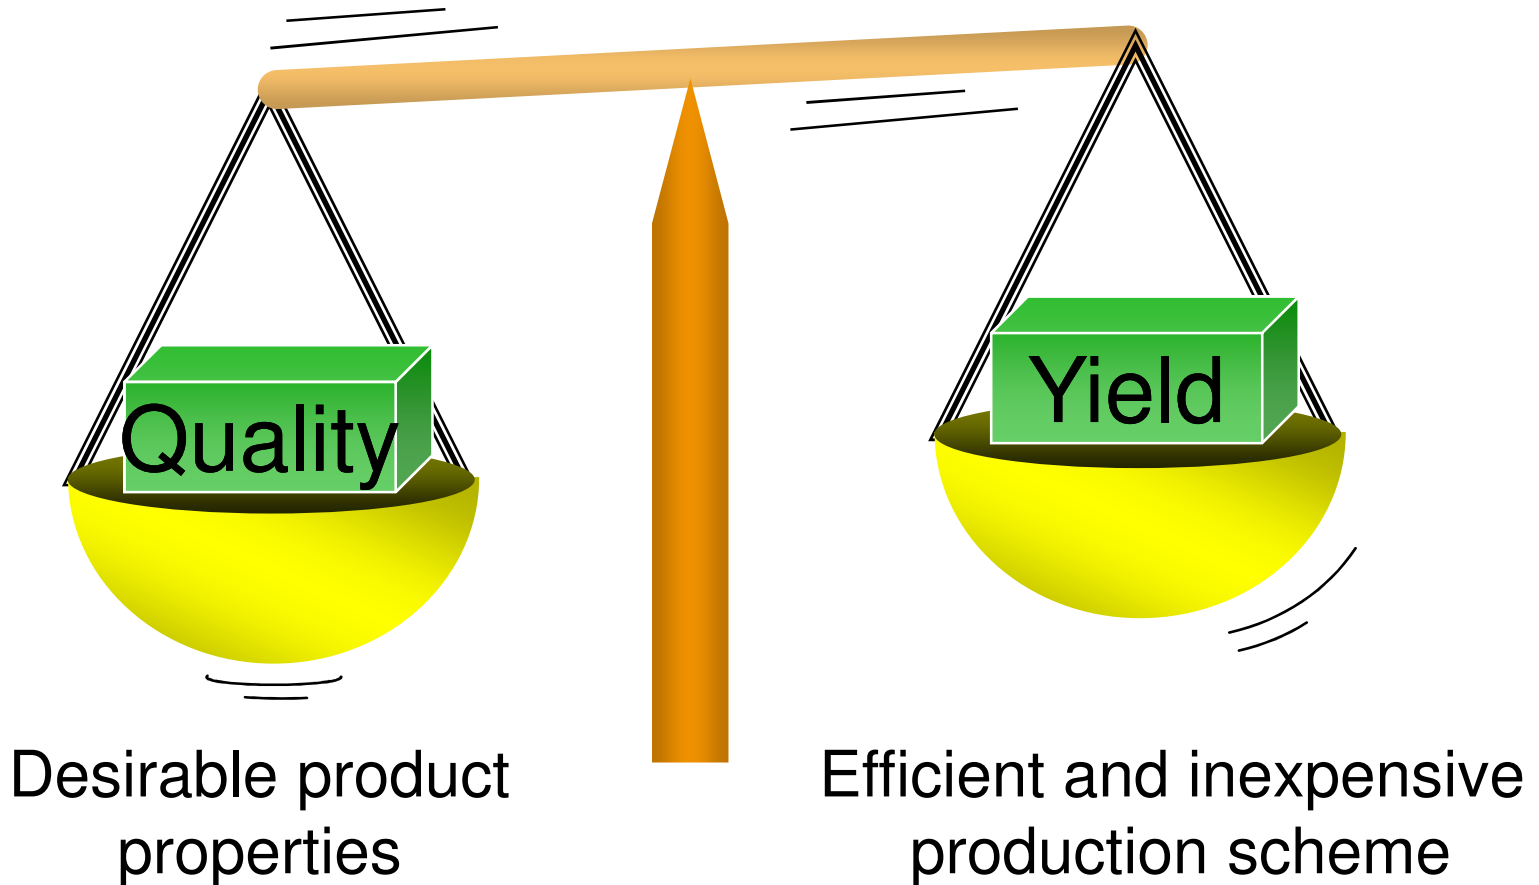 Quality
Yield
Desirable product
properties
Efficient and inexpensive
production scheme